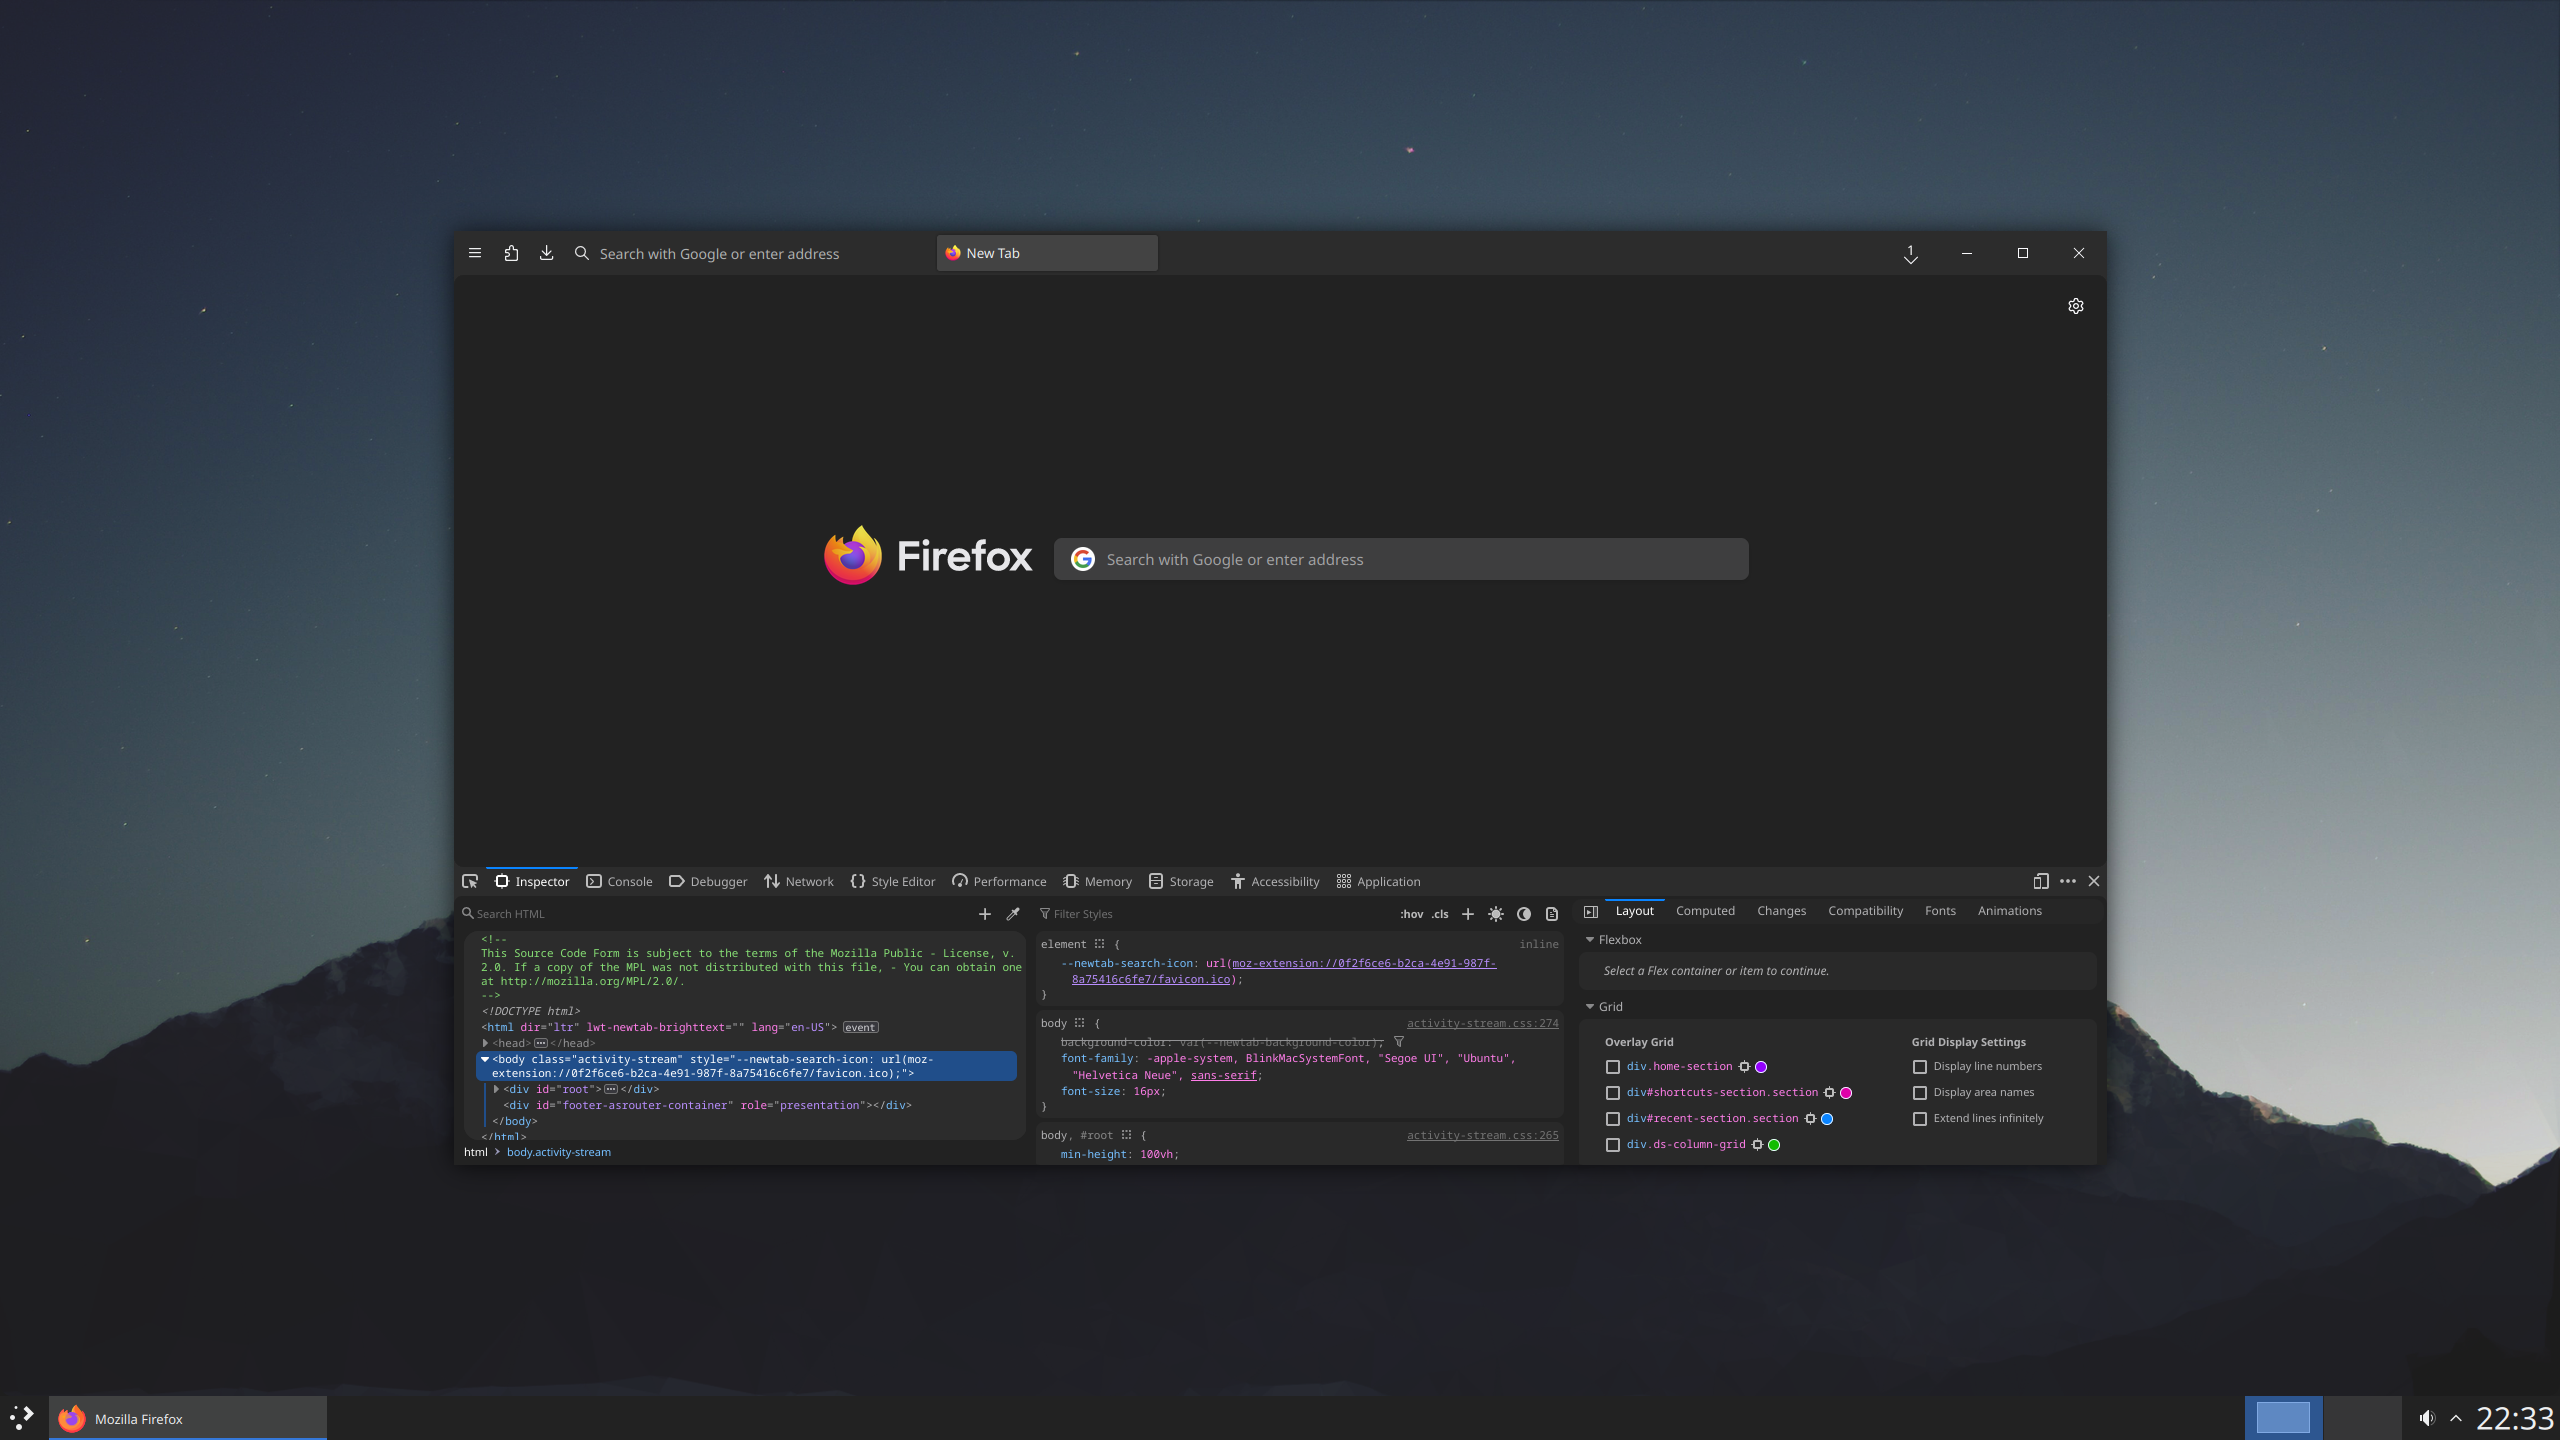 Search with Google or enter address
New Tab
1
Firefox
Search with Google or enter address
Inspector
Console
Debugger
Network
Style Editor
Performance
Memory
Storage
Accessibility
Application
Search HTML
<!--
This Source Code Form is subject to the terms of the Mozilla Public - License, v.
2.0. If a copy of the MPL was not distributed with this file, - You can obtain one
at http://mozilla.org/MPL/2.0/.
-->
<!DOCTYPE html>
<html dir="ltr" lwt-newtab-brighttext="" lang="en-US"> event
<head> </head>
<body class="activity-stream" style="--newtab-search-icon: url(moz-
extension://0f2f6ce6-b2ca-4e91-987f-8a75416c6fe7/favicon.ico);">
<div id="root"> </div>
<div id="footer-asrouter-container" role="presentation"></div>
</body>
</html>
html
body.activity-stream
Filter Styles
:hov .cls
element {
inline
--newtab-search-icon: url(moz-extension://0f2f6ce6-b2ca-4e91-987f-
8a75416c6fe7/favicon.ico);
}
body {
activity-stream.css:274
background-color: var(--newtab-background-color);
font-family: -apple-system, BlinkMacSystemFont, "Segoe UI", "Ubuntu",
"Helvetica Neue", sans-serif;
font-size: 16px;
}
body, #root {
activity-stream.css:265
min-height: 100vh;
Layout
Computed
Changes
Compatibility
Fonts
Animations
Flexbox
Select a Flex container or item to continue.
Grid
Overlay Grid
div.home-section
div#shortcuts-section.section
div#recent-section.section
div.ds-column-grid
Grid Display Settings
Display line numbers
Display area names
Extend lines infinitely
Mozilla Firefox
22:33